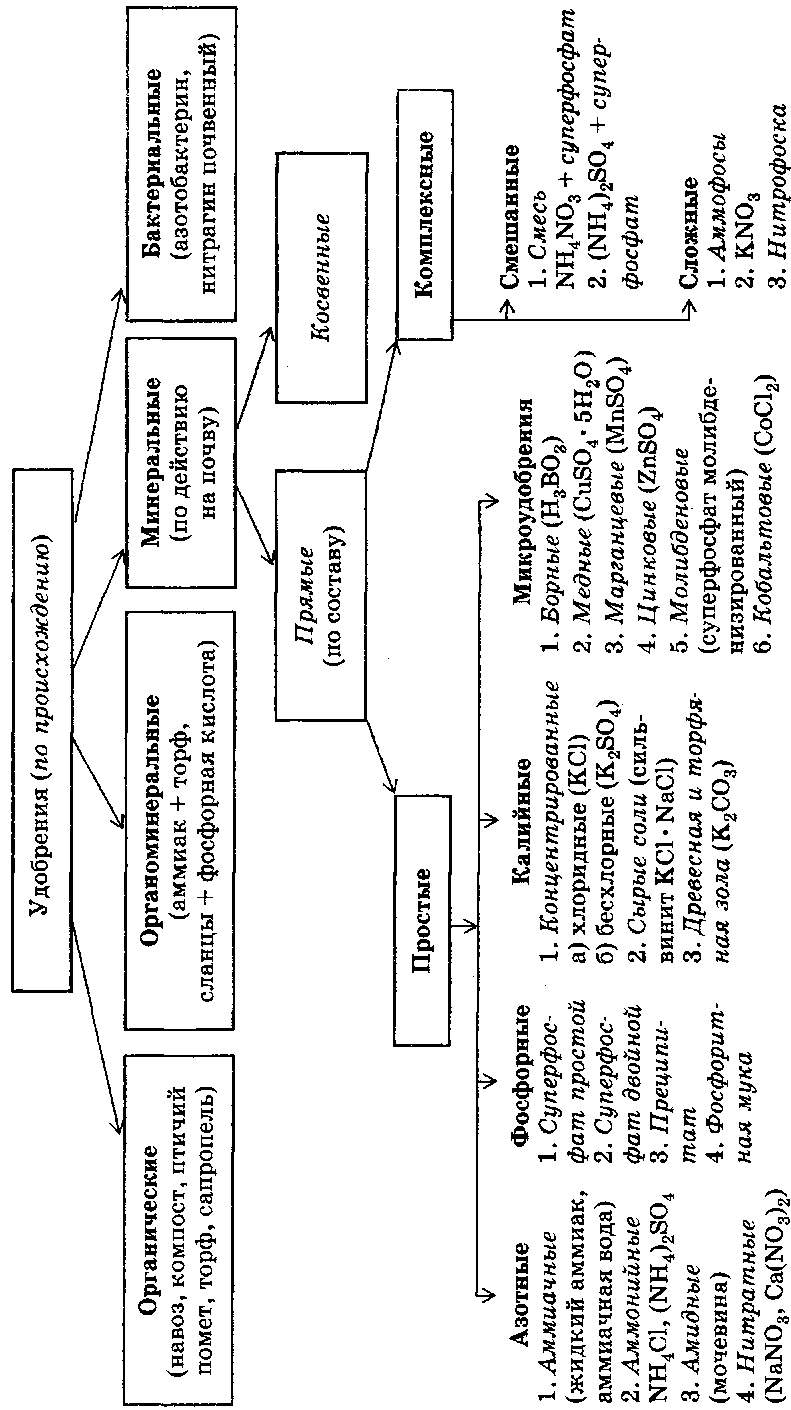 Удобрения (по происхождению)
Органические
(навоз, компост, птичий
помет, торф, сапропель)
Органоминеральные
(аммиак + торф,
сланцы + фосфорная кислота)
Минеральные
(по действию
на почву)
Бактериальные
(азотобактерин,
нитрагин почвенный)
Прямые
(по составу)
Косвенные
Простые
Комплексные
Азотные
1. Аммиачные
(жидкий аммиак,
аммиачная вода)
2. Аммонийные
NH₄Cl, (NH₄)₂SO₄
3. Амидные
(мочевина)
4. Нитратные
(NaNO₃, Ca(NO₃)₂)
Фосфорные
1. Суперфос-
фат простой
2. Суперфос-
фат двойной
3. Преципи-
тат
4. Фосфорит-
ная мука
Калийные
1. Концентрированные
а) хлоридные (KCl)
б) бесхлорные (K₂SO₄)
2. Сырые соли (силь-
винит KCl · NaCl)
3. Древесная и торфя-
ная зола (K₂CO₃)
Микроудобрения
1. Борные (H₃BO₃)
2. Медные (CuSO₄ · 5H₂O)
3. Марганцевые (MnSO₄)
4. Цинковые (ZnSO₄)
5. Молибденовые
(суперфосфат молибде-
низированный)
6. Кобальтовые (CoCl₂)
Смешанные
1. Смесь
NH₄NO₃ + суперфосфат
2. (NH₄)₂SO₄ + супер-
фосфат
Сложные
1. Аммофосы
2. KNO₃
3. Нитрофоска